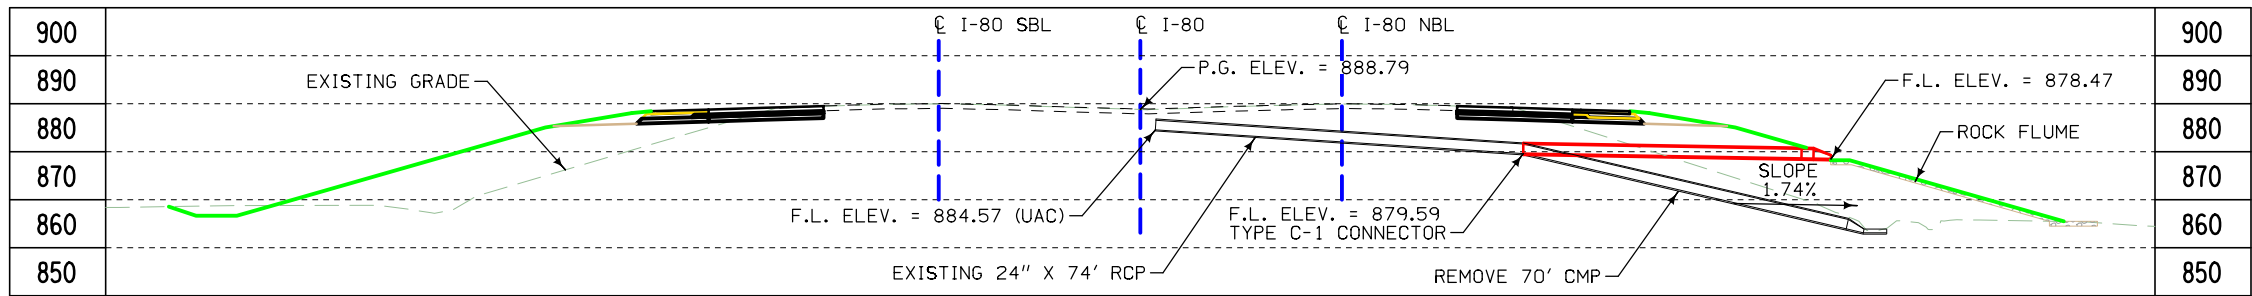 900
℄ I-80 SBL
℄ I-80
℄ I-80 NBL
900
890
EXISTING GRADE
P.G. ELEV. = 888.79
F.L. ELEV. = 878.47
890
880
ROCK FLUME
880
870
SLOPE
1.74%
870
860
F.L. ELEV. = 884.57 (UAC)
F.L. ELEV. = 879.59
TYPE C-1 CONNECTOR
860
850
EXISTING 24" X 74' RCP
REMOVE 70' CMP
850